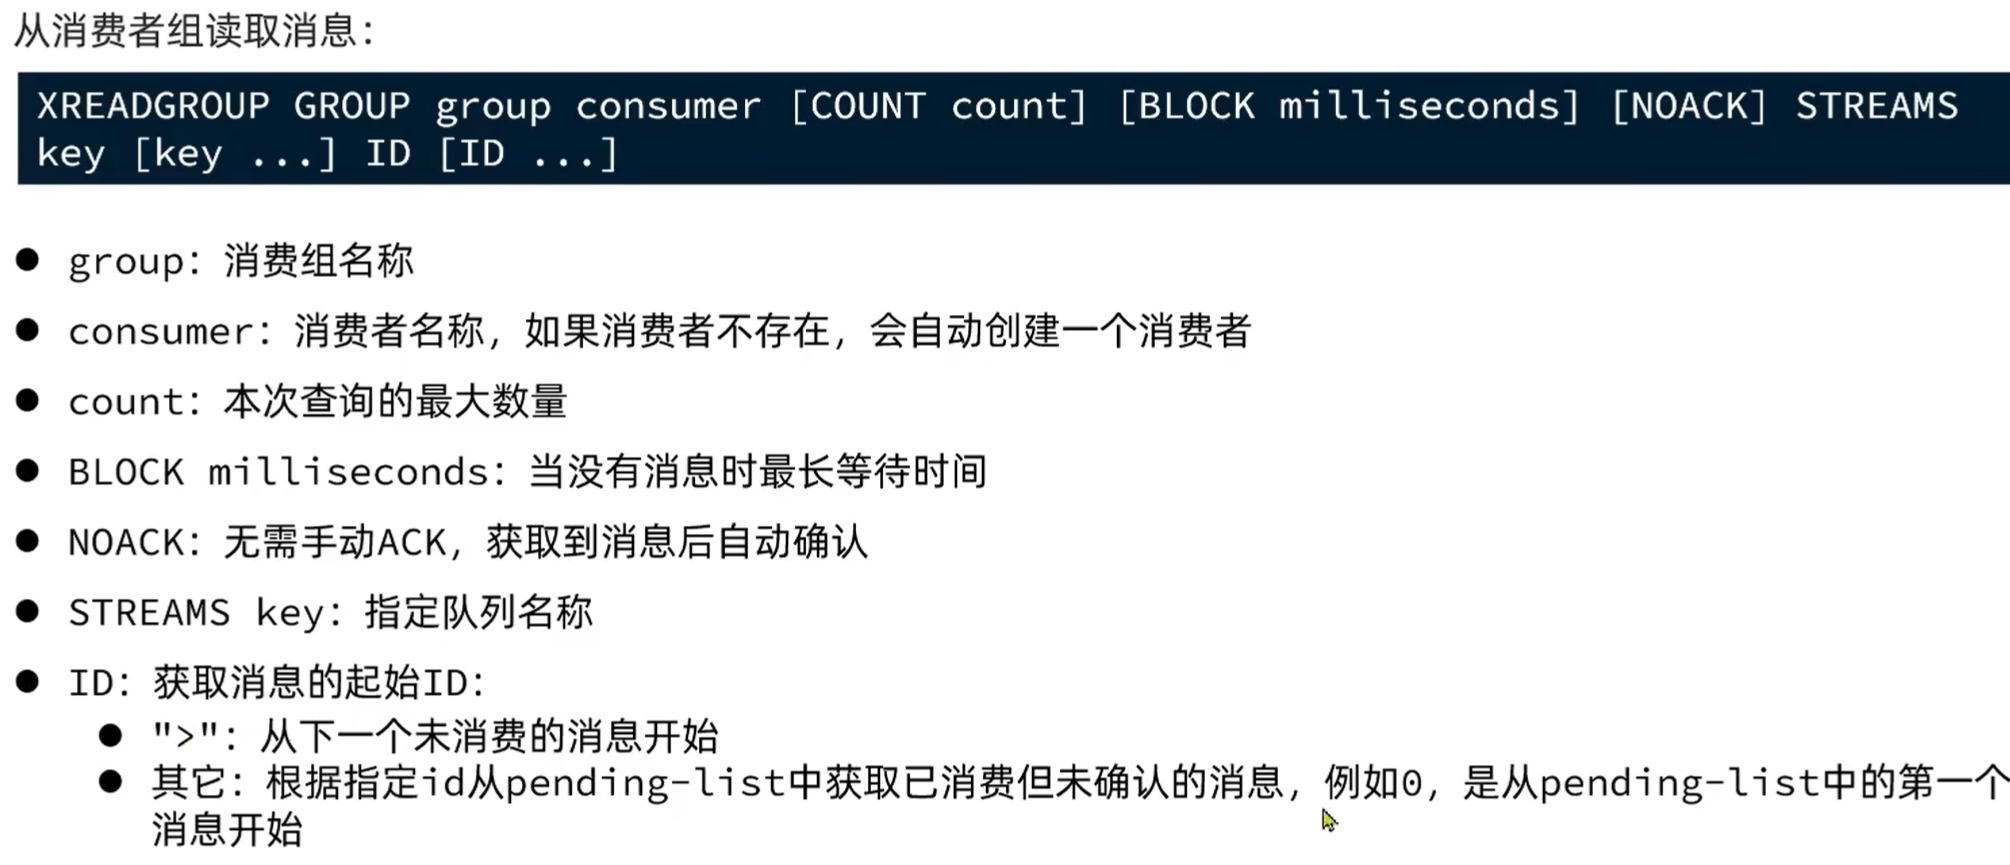 从消费者组读取消息：
XREADGROUP GROUP group consumer [COUNT count] [BLOCK milliseconds] [NOACK] STREAMS
key [key ...] ID [ID ...]
● group：消费组名称
● consumer：消费者名称，如果消费者不存在，会自动创建一个消费者
● count：本次查询的最大数量
● BLOCK milliseconds：当没有消息时最长等待时间
● NOACK：无需手动ACK，获取到消息后自动确认
● STREAMS key：指定队列名称
● ID：获取消息的起始ID：
● ">"：从下一个未消费的消息开始
● 其它：根据指定id从pending-list中获取已消费但未确认的消息，例如0，是从pending-list中的第一个
消息开始